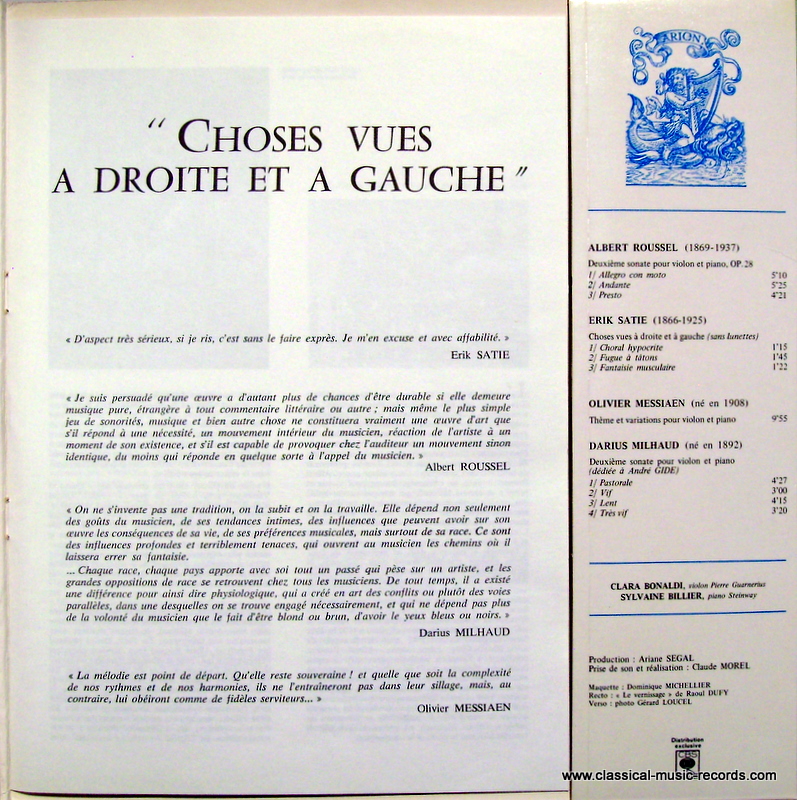 “ CHOSES VUES
A DROITE ET A GAUCHE ”
« D'aspect très sérieux, si je ris, c'est sans le faire exprès. Je m'en excuse et avec affabilité. »
Erik SATIE
« Je suis persuadé qu'une œuvre a d'autant plus de chances d'être durable si elle demeure
musique pure, étrangère à tout commentaire littéraire ou autre ; mais même le plus simple
jeu de sonorités, musique et bien autre chose ne constituera vraiment une œuvre d'art que
s'il répond à une nécessité, un mouvement intérieur du musicien, réaction de l'artiste à un
moment de son existence, et s'il est capable de provoquer chez l'auditeur un mouvement sinon
identique, du moins qui réponde en quelque sorte à l'appel du musicien. »
Albert ROUSSEL
« On ne s'invente pas une tradition, on la subit et on la travaille. Elle dépend non seulement
des goûts du musicien, de ses tendances intimes, des influences que peuvent avoir sur son
œuvre les conséquences de sa vie, de ses préférences musicales, mais surtout de sa race. Ce sont
des influences profondes et terriblement tenaces, qui ouvrent au musicien les chemins où il
laissera errer sa fantaisie.
... Chaque race, chaque pays apporte avec soi tout un passé qui pèse sur un artiste, et les
grandes oppositions de race se retrouvent chez tous les musiciens. De tout temps, il a existé
une différence pour ainsi dire physiologique, qui a créé en art des conflits ou plutôt des voies
parallèles, dans une desquelles on se trouve engagé nécessairement, et qui ne dépend pas plus
de la volonté du musicien que le fait d'être blond ou brun, d'avoir le yeux bleus ou noirs. »
Darius MILHAUD
« La mélodie est point de départ. Qu'elle reste souveraine ! et quelle que soit la complexité
de nos rythmes et de nos harmonies, ils ne l'entraîneront pas dans leur sillage, mais, au
contraire, lui obéiront comme de fidèles serviteurs... »
Olivier MESSIAEN
ARION
ALBERT ROUSSEL (1869-1937)
Deuxième sonate pour violon et piano, OP. 28
1/ Allegro con moto 5'10
2/ Andante 5'25
3/ Presto 4'21
ERIK SATIE (1866-1925)
Choses vues à droite et à gauche (sans lunettes)
1/ Choral hypocrite 1'15
2/ Fugue à tâtons 1'45
3/ Fantaisie musculaire 1'22
OLIVIER MESSIAEN (né en 1908)
Thème et variations pour violon et piano 9'55
DARIUS MILHAUD (né en 1892)
Deuxième sonate pour violon et piano
(dédiée à André GIDE)
1/ Pastorale 4'27
2/ Vif 3'00
3/ Lent 4'15
4/ Très vif 3'20
CLARA BONALDI, violon Pierre Guarnerius
SYLVAINE BILLIER, piano Steinway
Production : Ariane SEGAL
Prise de son et réalisation : Claude MOREL
Maquette : Dominique MICHELLIER
Recto : « Le vernissage » de Raoul DUFY
Verso : photo Gérard LOUCEL
Distribution
exclusive
CBS
www.classical-music-records.com